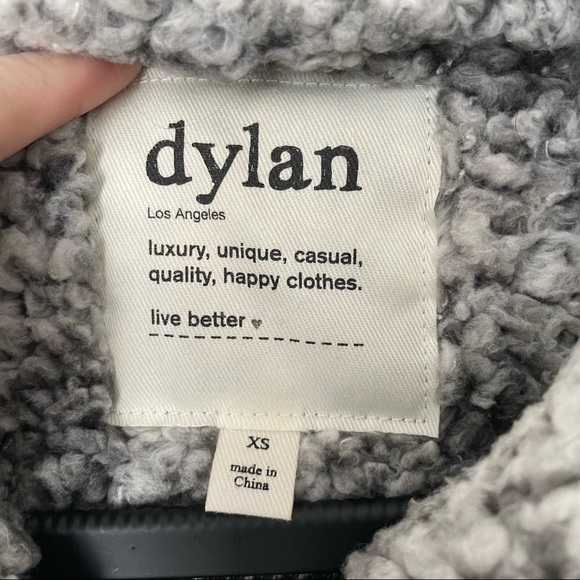 dylan
Los Angeles
luxury, unique, casual,
quality, happy clothes.
live better ♥
XS
made in
China